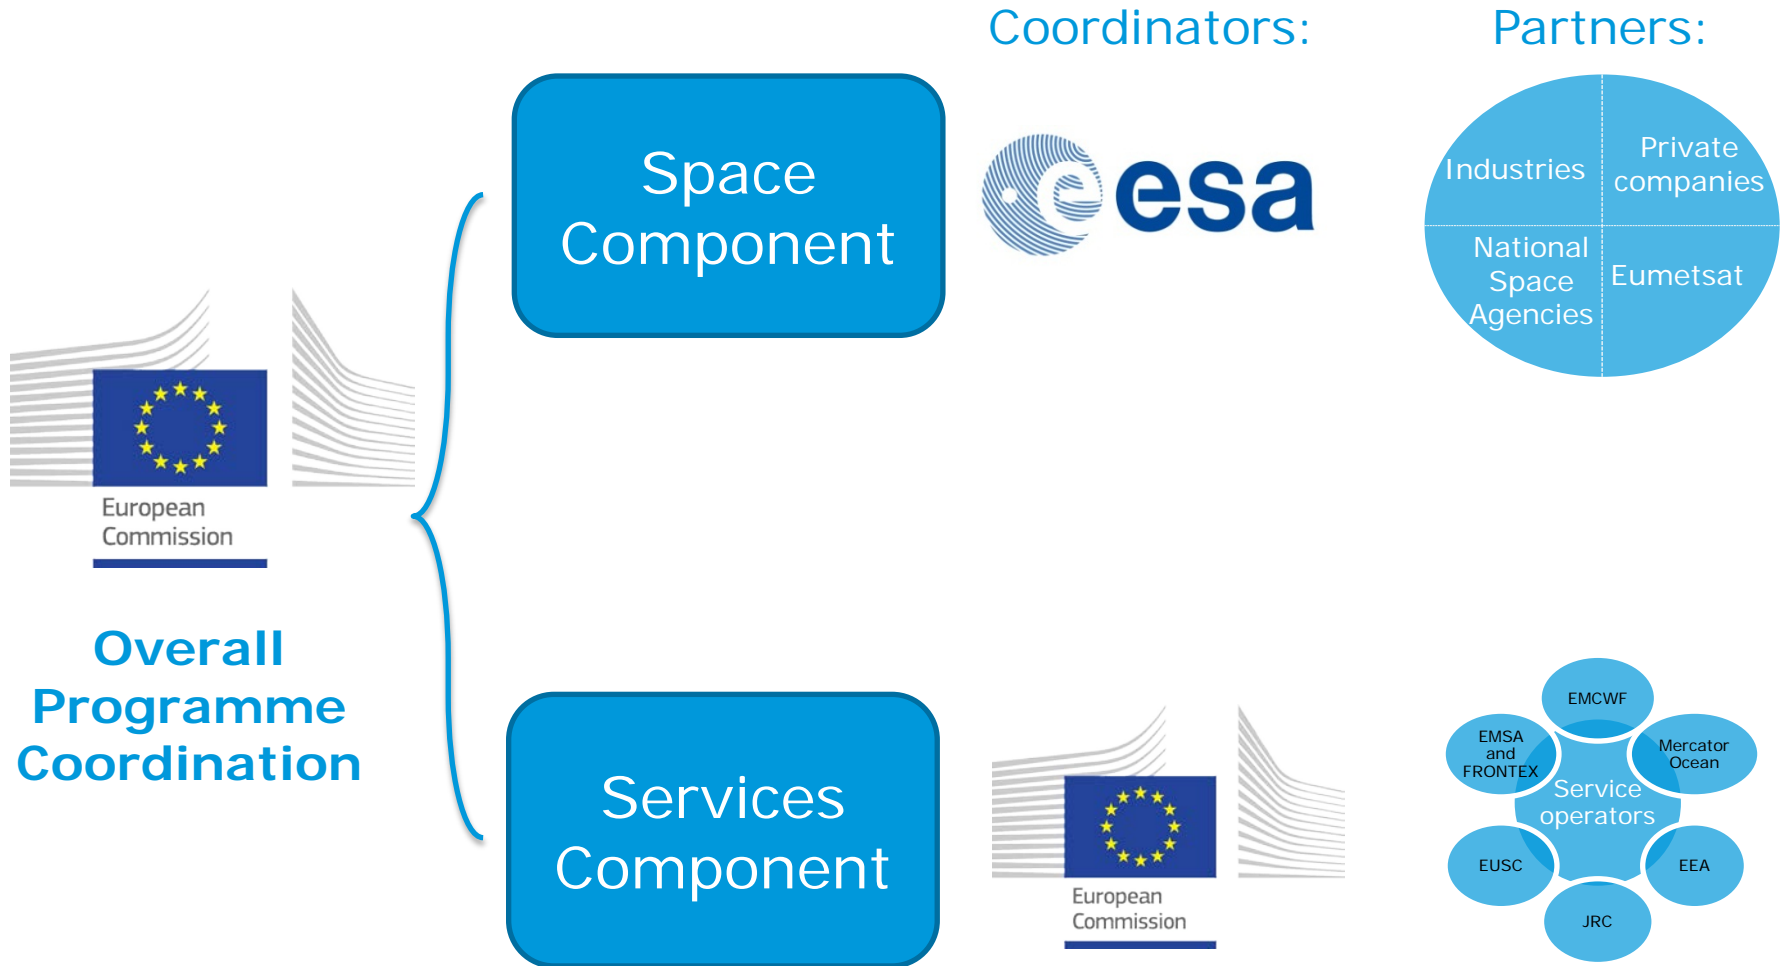 Coordinators:
Partners:
Space
Component
esa
Industries
Private
companies
National
Space
Agencies
Eumetsat
European
Commission
Overall
Programme
Coordination
Services
Component
European
Commission
EMCWF
EMSA
and
FRONTEX
Mercator
Ocean
Service
operators
EUSC
EEA
JRC